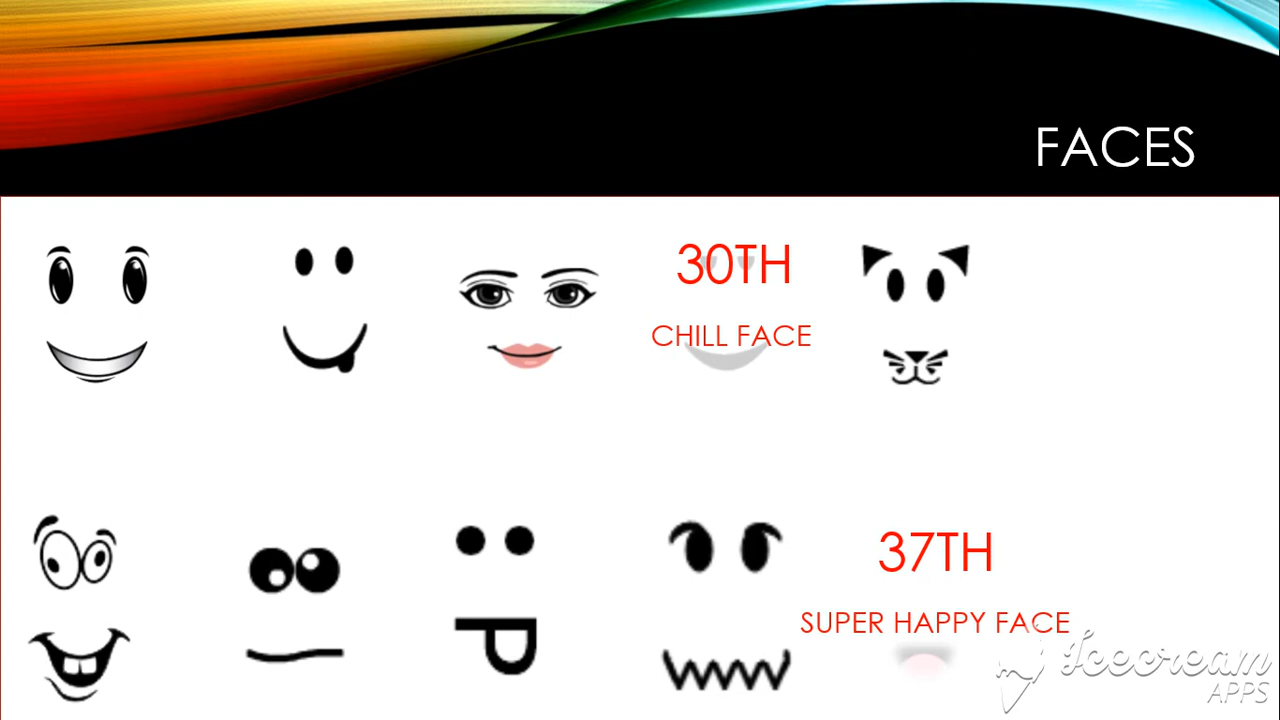 FACES
30TH
CHILL FACE
37TH
SUPER HAPPY FACE
Icecream
APPS